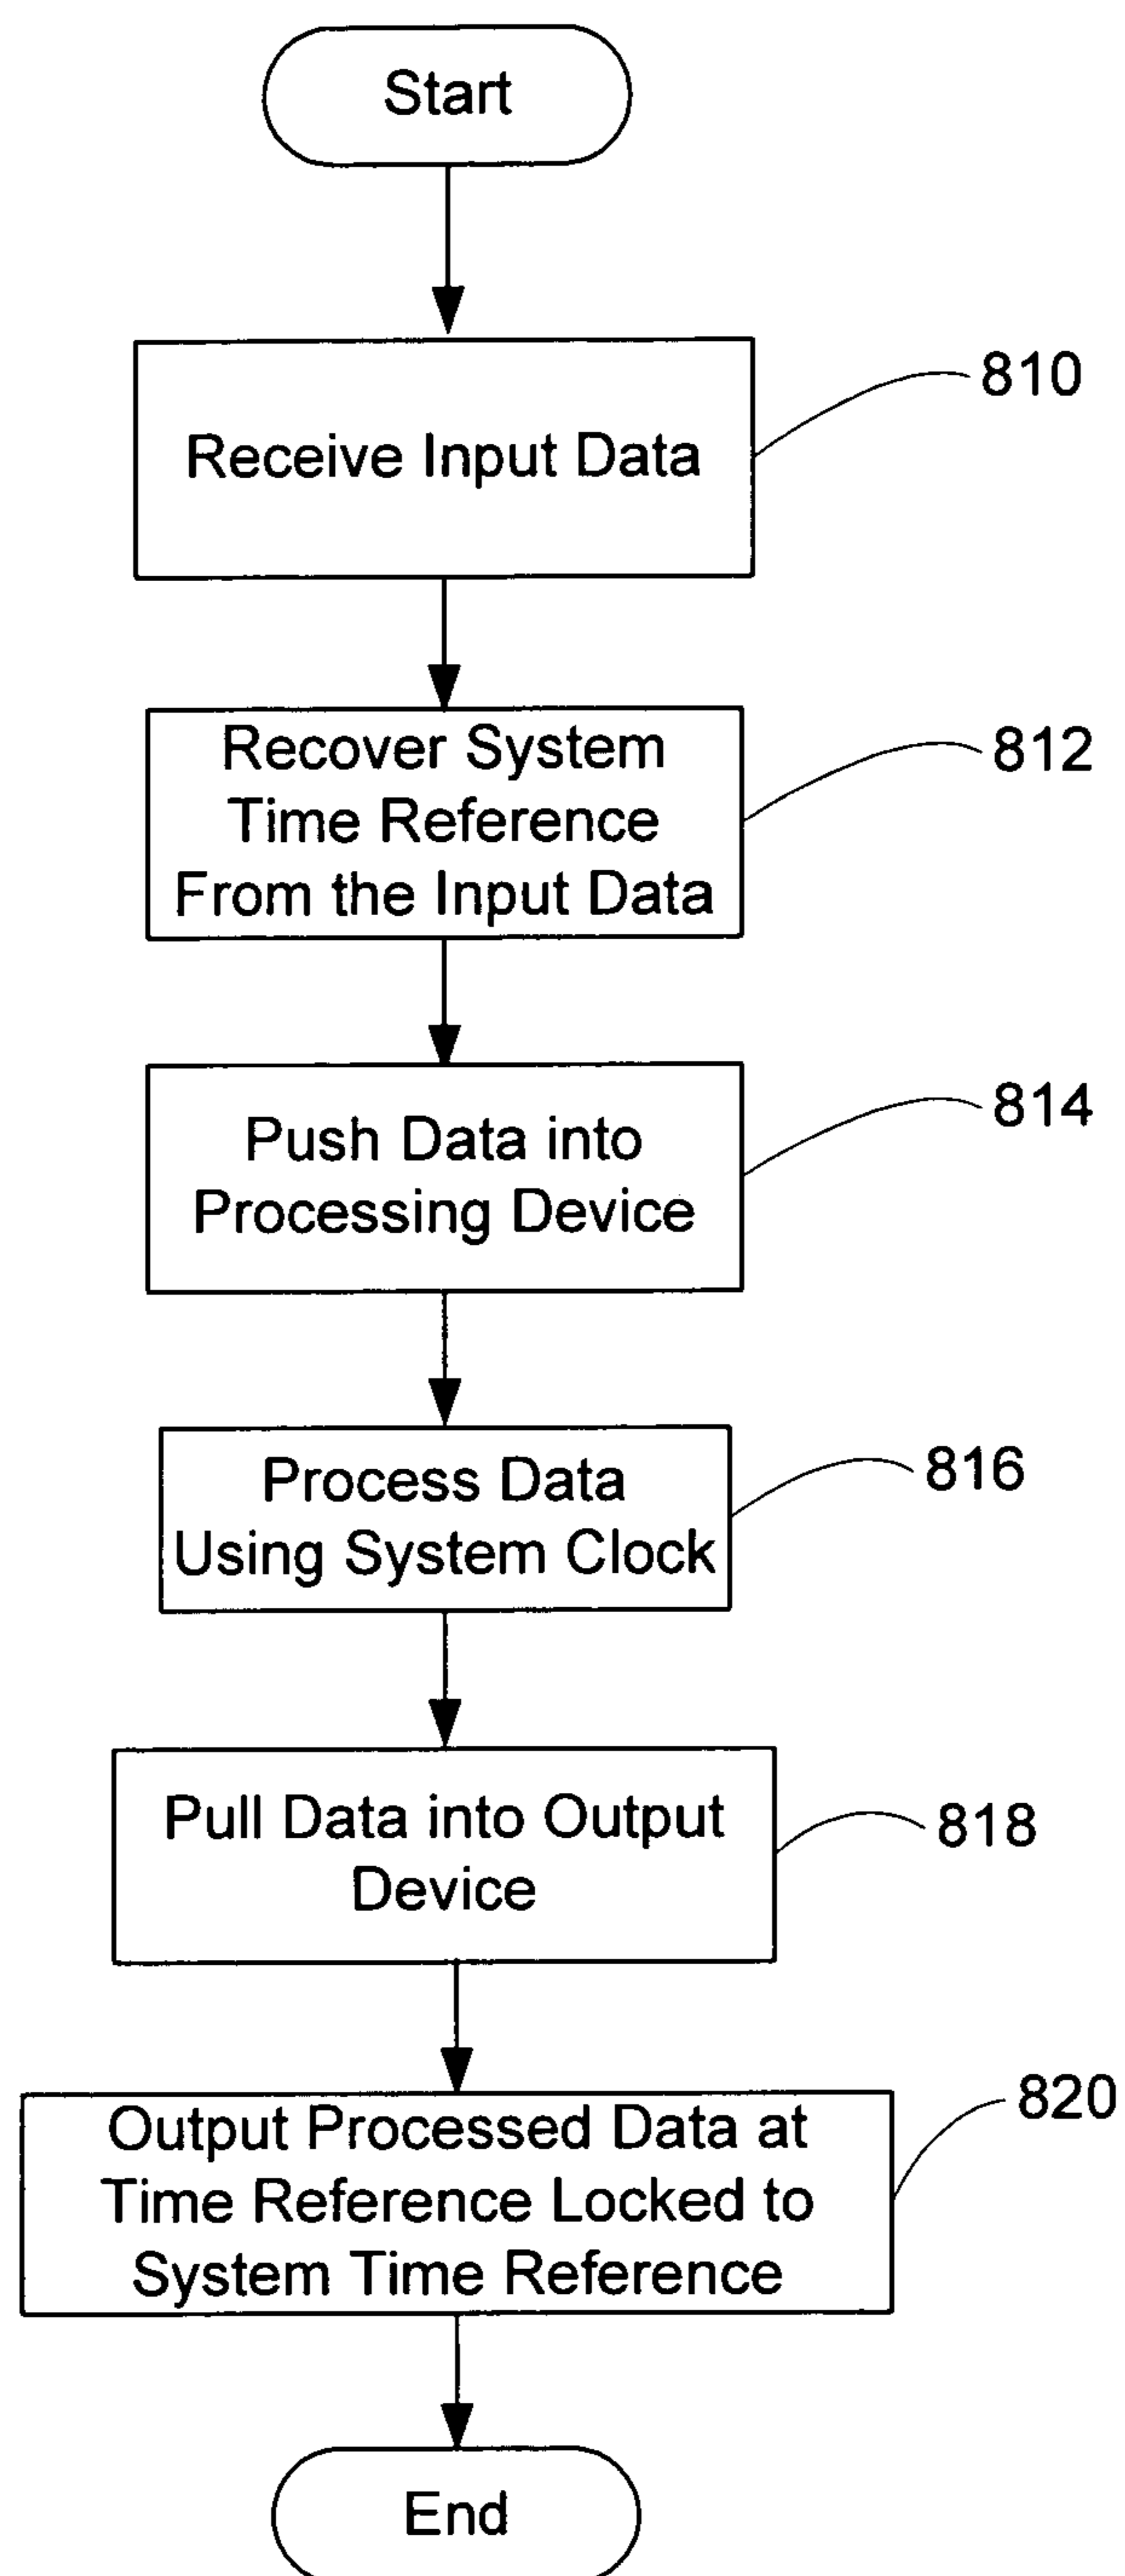 Start
810
Receive Input Data
812
Recover System
Time Reference
From the Input Data
814
Push Data into
Processing Device
816
Process Data
Using System Clock
818
Pull Data into Output
Device
820
Output Processed Data at
Time Reference Locked to
System Time Reference
End